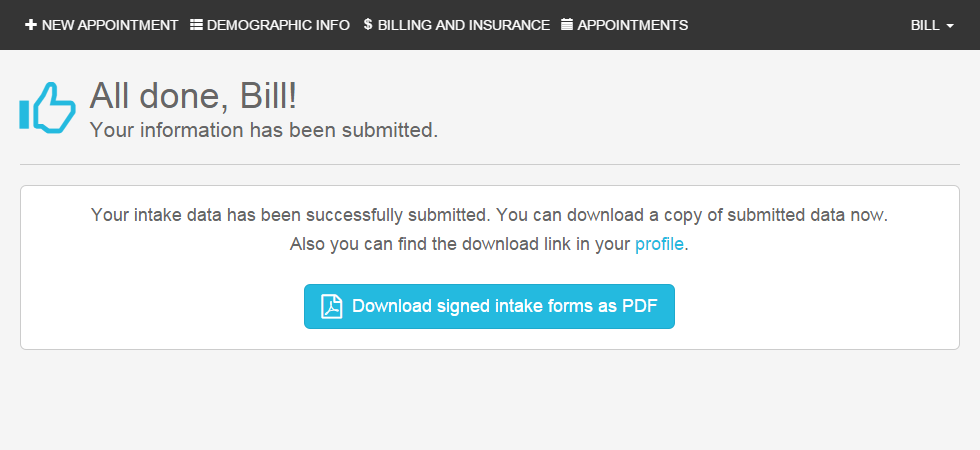 NEW APPOINTMENT DEMOGRAPHIC INFO $ BILLING AND INSURANCE APPOINTMENTS BILL
All done, Bill!
Your information has been submitted.
Your intake data has been successfully submitted. You can download a copy of submitted data now.
Also you can find the download link in your profile.
Download signed intake forms as PDF